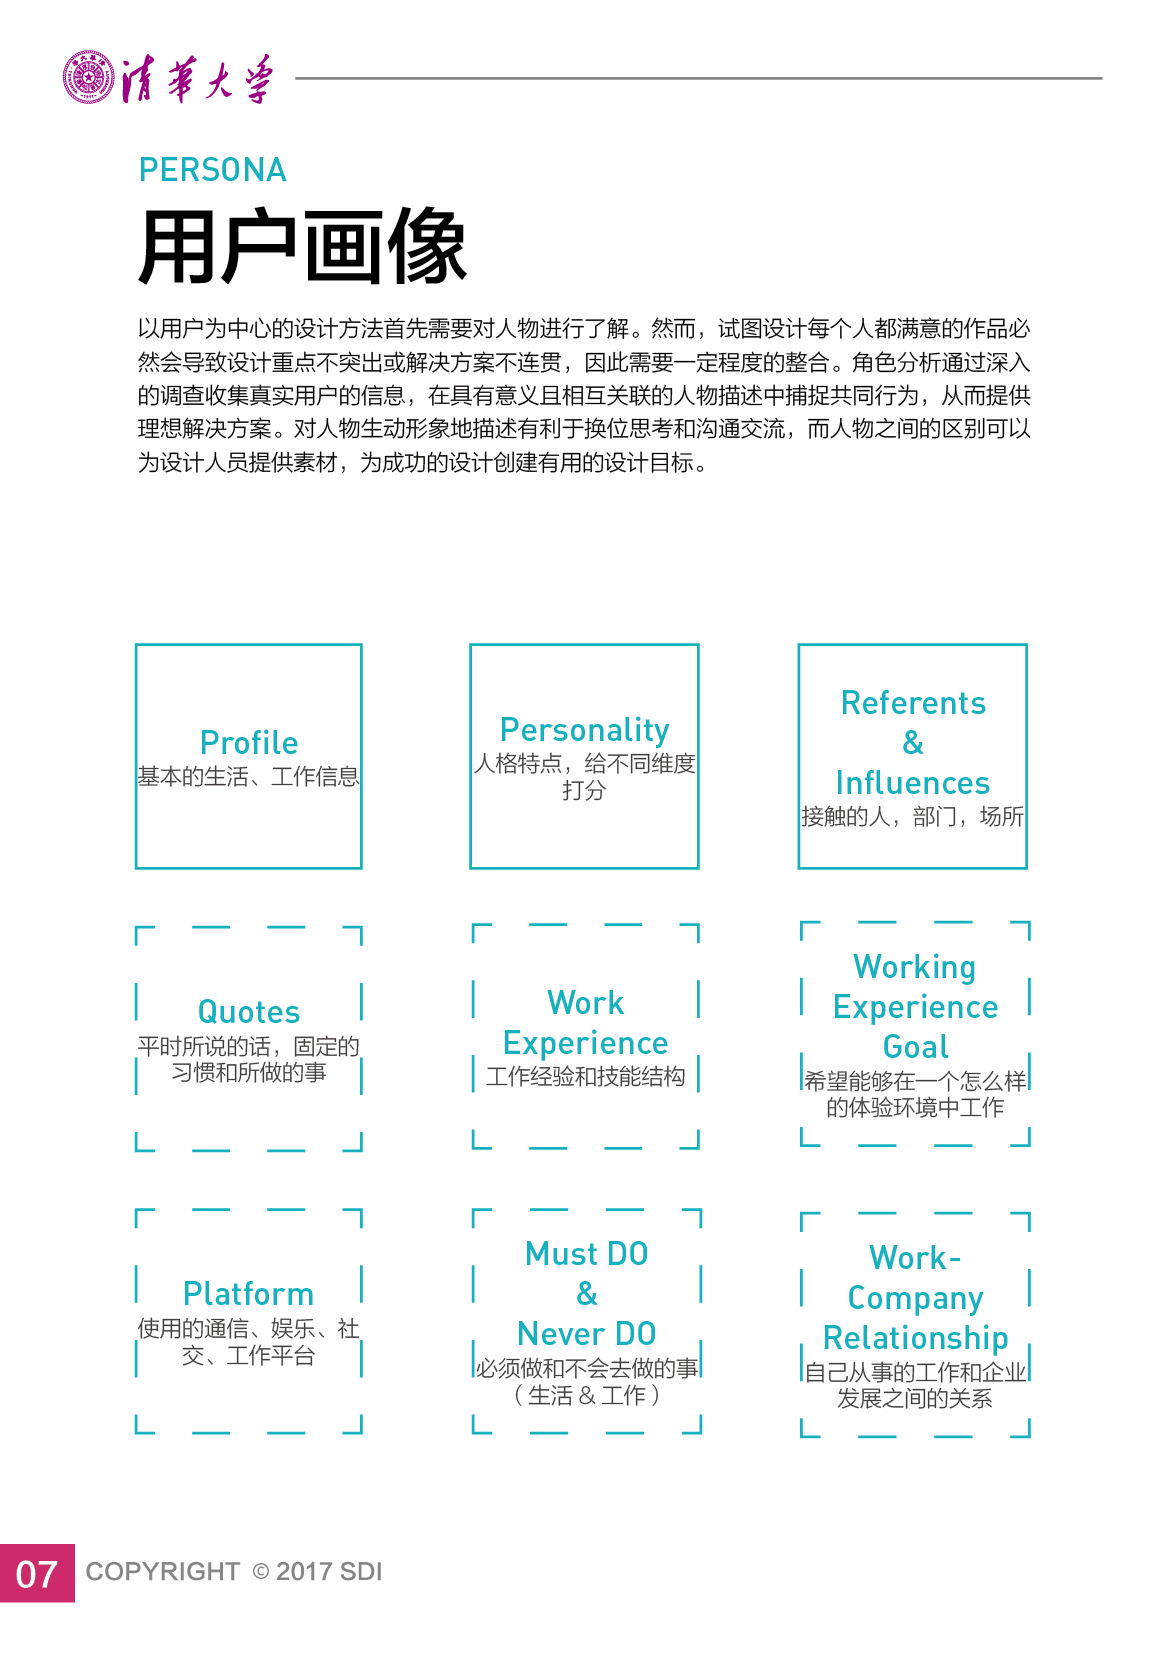 清華大学
PERSONA
用户画像
以用户为中心的设计方法首先需要对人物进行了解。然而，试图设计每个人都满意的作品必
然会导致设计重点不突出或解决方案不连贯，因此需要一定程度的整合。角色分析通过深入
的调查收集真实用户的信息，在具有意义且相互关联的人物描述中捕捉共同行为，从而提供
理想解决方案。对人物生动形象地描述有利于换位思考和沟通交流，而人物之间的区别可以
为设计人员提供素材，为成功的设计创建有用的设计目标。
Profile
基本的生活、工作信息
Personality
人格特点，给不同维度
打分
Referents
&
Influences
接触的人，部门，场所
Quotes
平时所说的话，固定的
习惯和所做的事
Work
Experience
工作经验和技能结构
Working
Experience
Goal
希望能够在一个怎么样
的体验环境中工作
Platform
使用的通信、娱乐、社
交、工作平台
Must DO
&
Never DO
必须做和不会去做的事
（生活 & 工作）
Work-
Company
Relationship
自己从事的工作和企业
发展之间的关系
07 COPYRIGHT © 2017 SDI